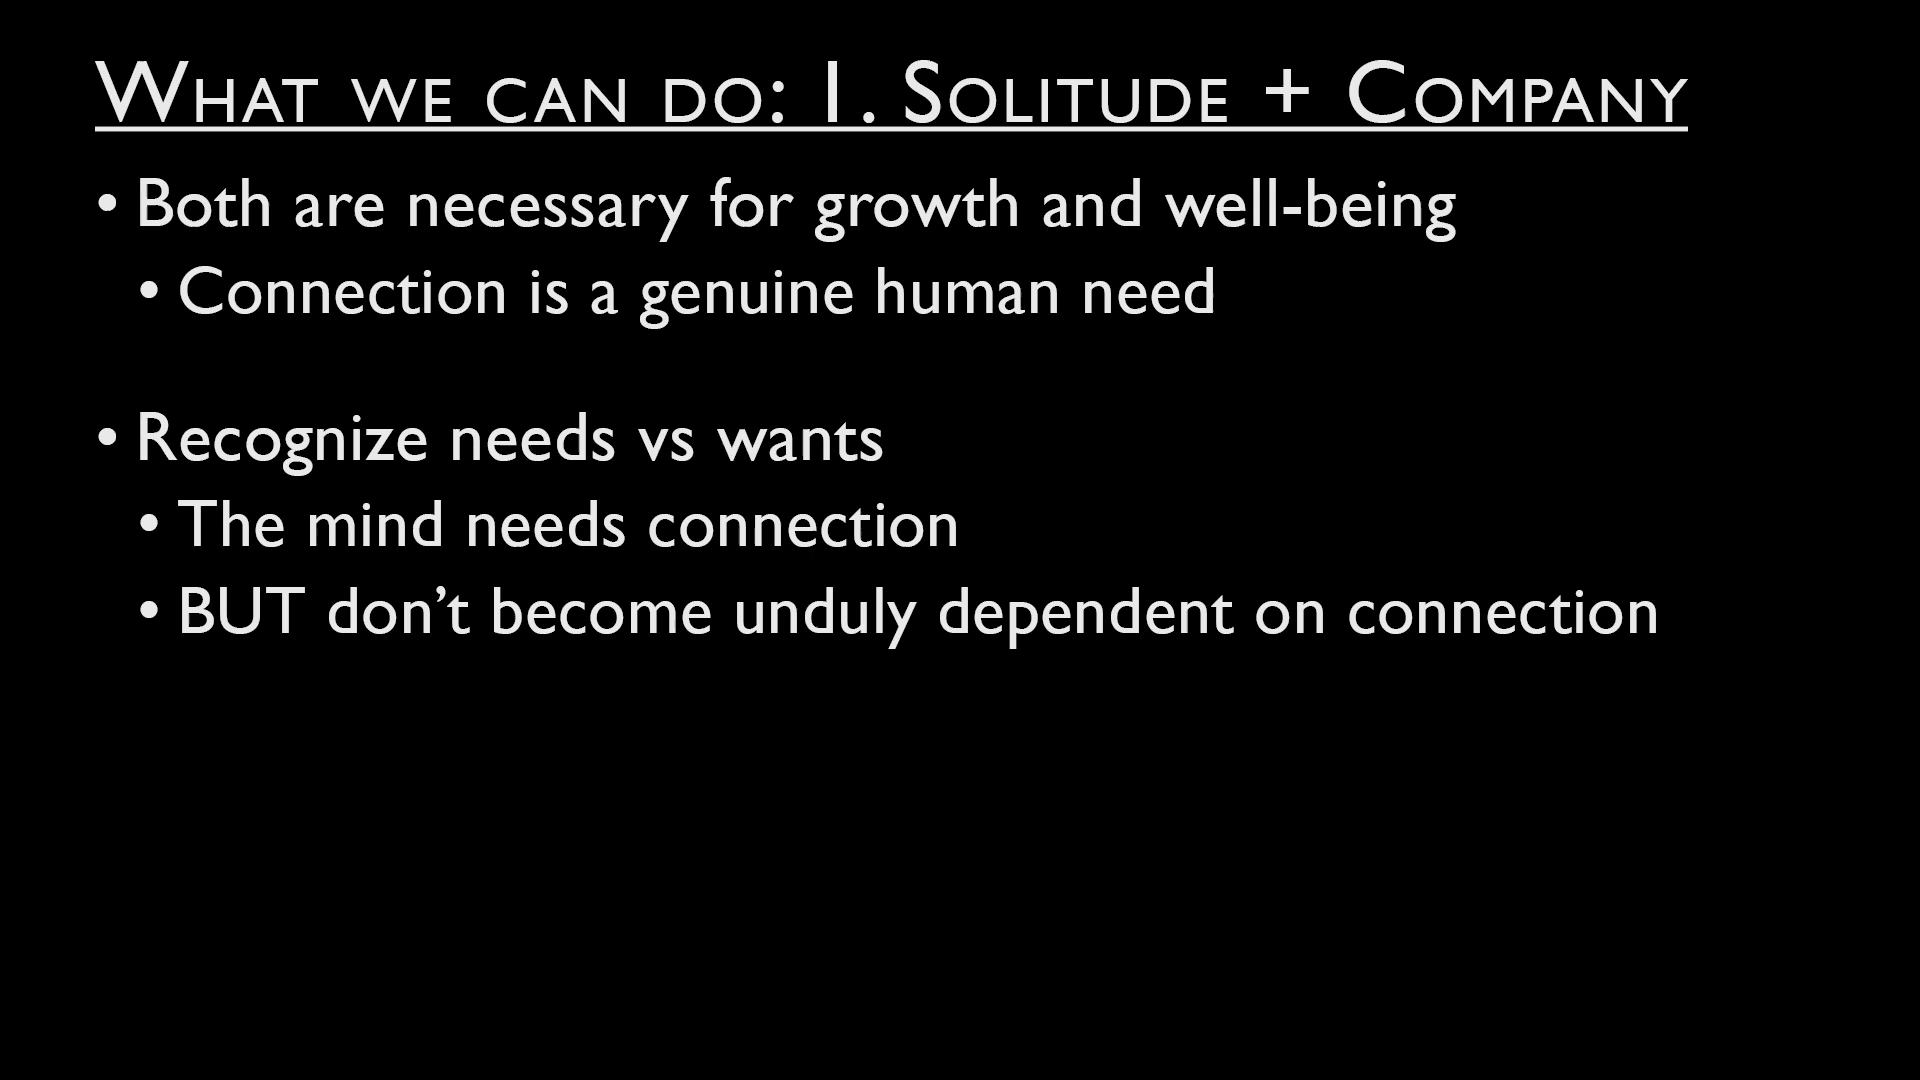 What we can do: 1. Solitude + Company
• Both are necessary for growth and well-being
• Connection is a genuine human need
• Recognize needs vs wants
• The mind needs connection
• BUT don’t become unduly dependent on connection